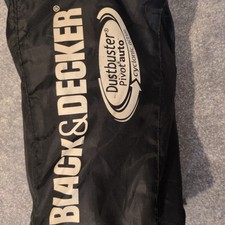 BLACK&DECKER®
Dustbuster®
Pivot auto
cyclonic